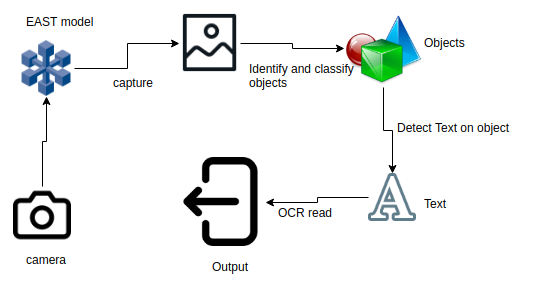 EAST model
capture
Identify and classify
objects
Objects
Detect Text on object
Text
OCR read
Output
camera